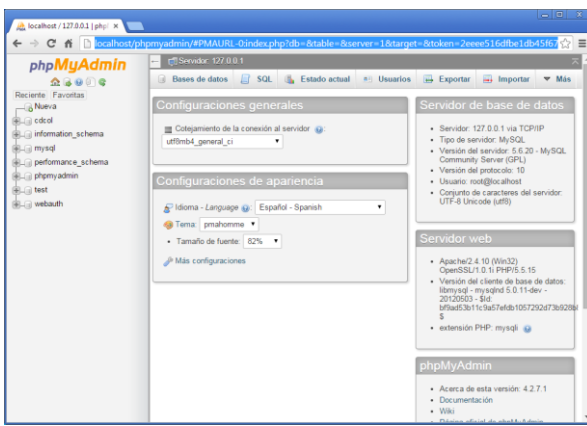 localhost / 127.0.0.1 | php
localhost/phpmyadmin/#PMAURL-0:index.php?db=&table=&server=1&target=&token=2eeee516dfbe1db45f67
phpMyAdmin
Reciente Favoritas
Nueva
cdcol
information_schema
mysql
performance_schema
phpmyadmin
test
webauth
Servidor: 127.0.0.1
Bases de datos SQL Estado actual Usuarios Exportar Importar Más
Configuraciones generales
Cotejamiento de la conexión al servidor
utf8mb4_general_ci
Configuraciones de apariencia
Idioma - Language Español - Spanish
Tema: pmahomme
• Tamaño de fuente: 82%
Más configuraciones
Servidor de base de datos
• Servidor: 127.0.0.1 via TCP/IP
• Tipo de servidor: MySQL
• Versión del servidor: 5.6.20 - MySQL
Community Server (GPL)
• Versión del protocolo: 10
• Usuario: root@localhost
• Conjunto de caracteres del servidor:
UTF-8 Unicode (utf8)
Servidor web
• Apache/2.4.10 (Win32)
OpenSSL/1.0.1i PHP/5.5.15
• Versión del cliente de base de datos:
libmysql - mysqlnd 5.0.11-dev -
20120503 - $Id:
bf9ad53b11c9a57efdb1057292d73b928bl
$
• extensión PHP: mysqli
phpMyAdmin
• Acerca de esta versión: 4.2.7.1
• Documentación
• Wiki
• Página oficial de phpMyAdmin